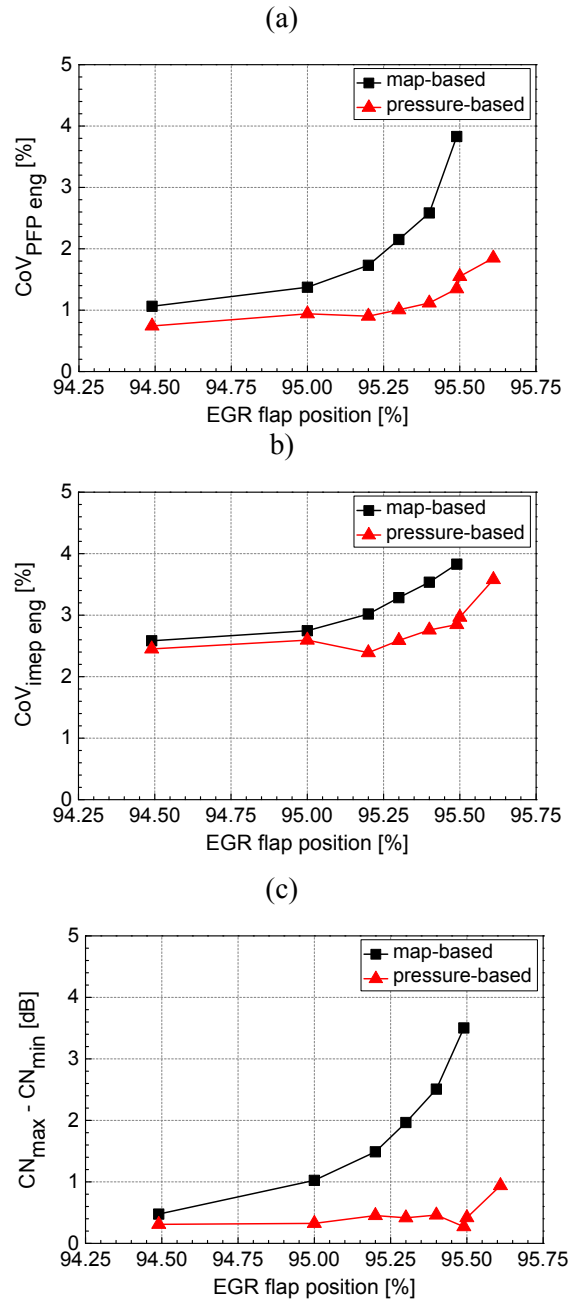 (a)
5
4
3
2
1
0
CoV_PFP eng [%]
map-based
pressure-based
94.25 94.50 94.75 95.00 95.25 95.50 95.75
EGR flap position [%]
b)
5
4
3
2
1
0
CoV_imep eng [%]
map-based
pressure-based
94.25 94.50 94.75 95.00 95.25 95.50 95.75
EGR flap position [%]
(c)
5
4
3
2
1
0
CN_max - CN_min [dB]
map-based
pressure-based
94.25 94.50 94.75 95.00 95.25 95.50 95.75
EGR flap position [%]